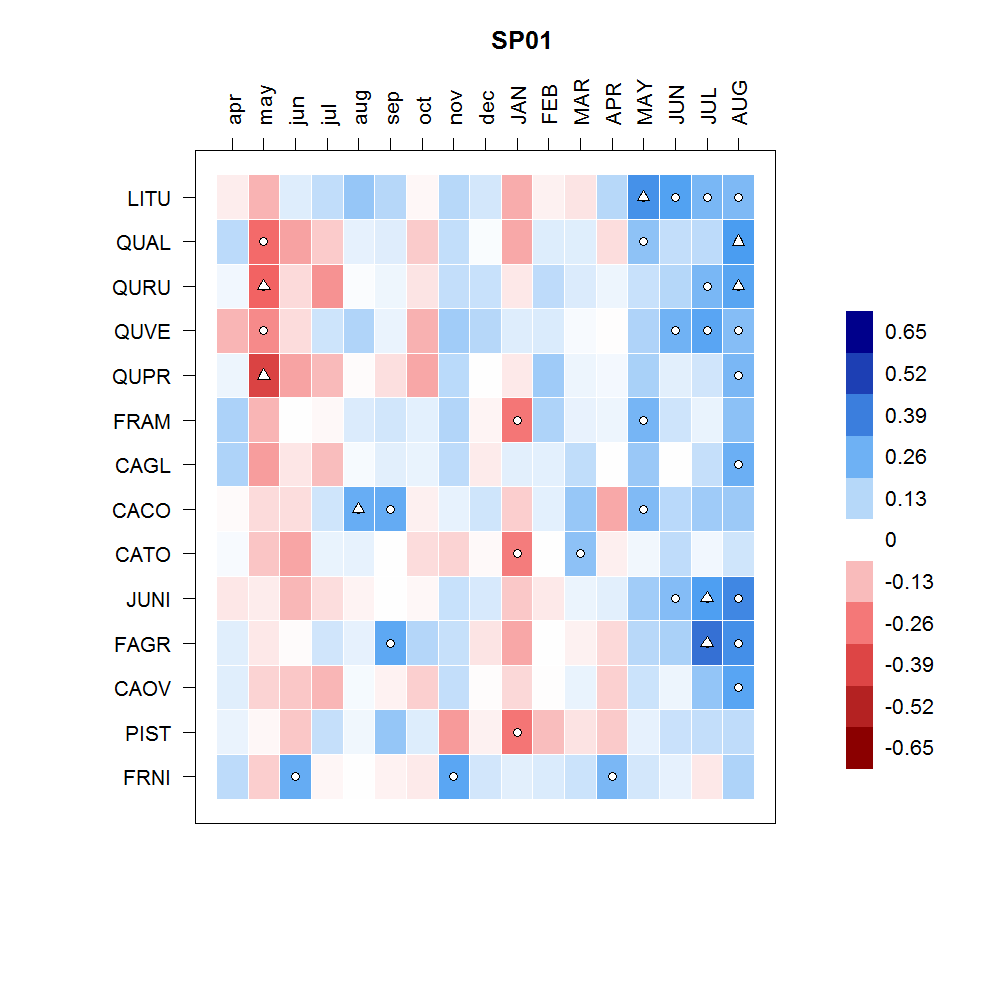 SP01
apr may jun jul aug sep oct nov dec JAN FEB MAR APR MAY JUN JUL AUG
LITU
QUAL
QURU
QUVE
QUPR
FRAM
CAGL
CACO
CATO
JUNI
FAGR
CAOV
PIST
FRNI
0.65
0.52
0.39
0.26
0.13
0
-0.13
-0.26
-0.39
-0.52
-0.65